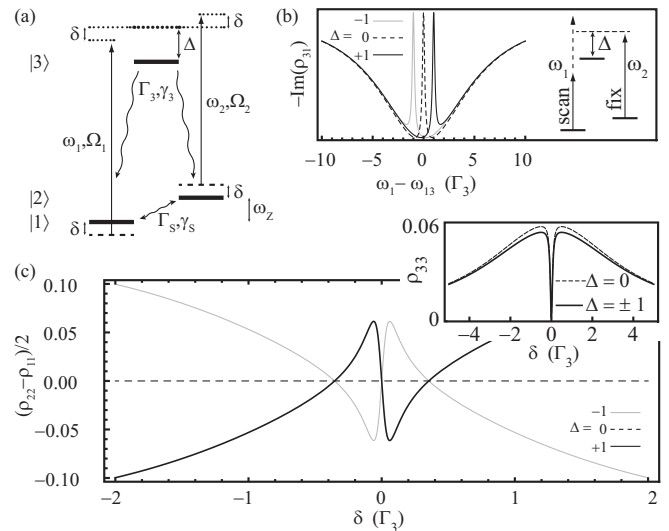 (a)
δ
Δ
|3⟩
Γ3,γ3
ω1,Ω1
ω2,Ω2
|2⟩
δ
|1⟩
ωZ
δ
ΓS,γS
(b)
−1
Δ = 0
+1
−Im(ρ31)
−10 −5 0 5 10
ω1− ω13 (Γ3)
Δ
ω1
ω2
scan
fix
0.06
ρ33
0
Δ = 0
Δ = ± 1
−4 −2 0 2 4
δ (Γ3)
(c)
0.10
0.05
0.00
−0.05
−0.10
(ρ22−ρ11)/2
−1
Δ = 0
+1
−2 −1 0 1 2
δ (Γ3)